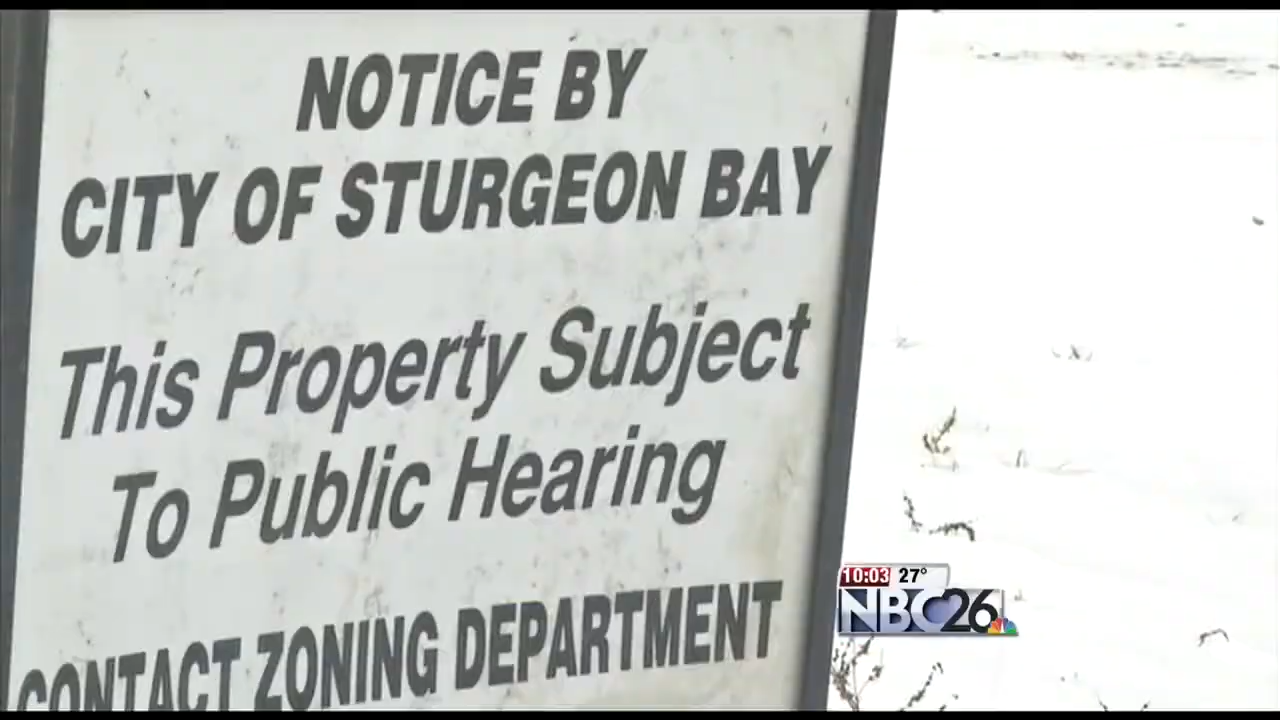 NOTICE BY
CITY OF STURGEON BAY
This Property Subject
To Public Hearing
CONTACT ZONING DEPARTMENT
10:03 27°
NBC26